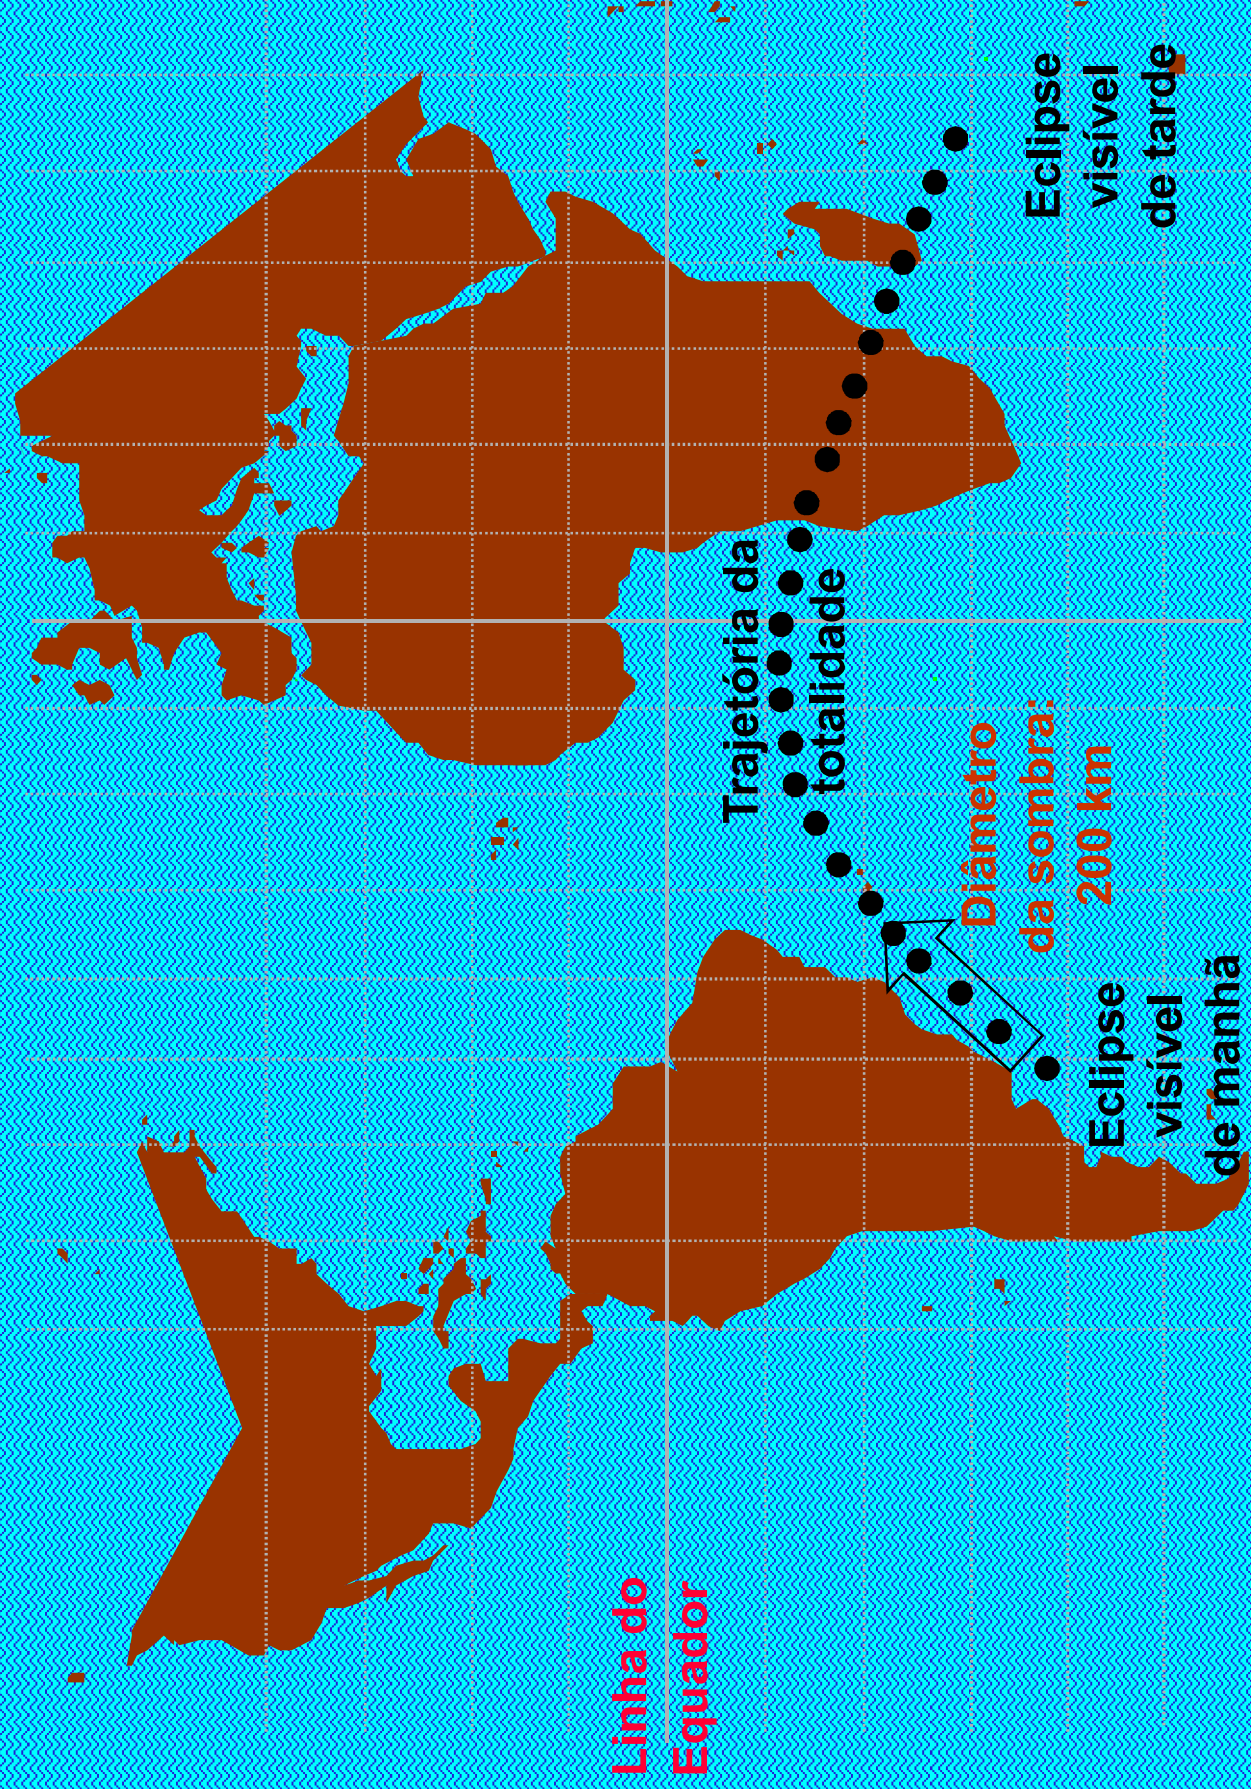 Linha do
Equador
Trajetória da
totalidade
Diâmetro
da sombra:
200 km
Eclipse
visível
de manhã
Eclipse
visível
de tarde